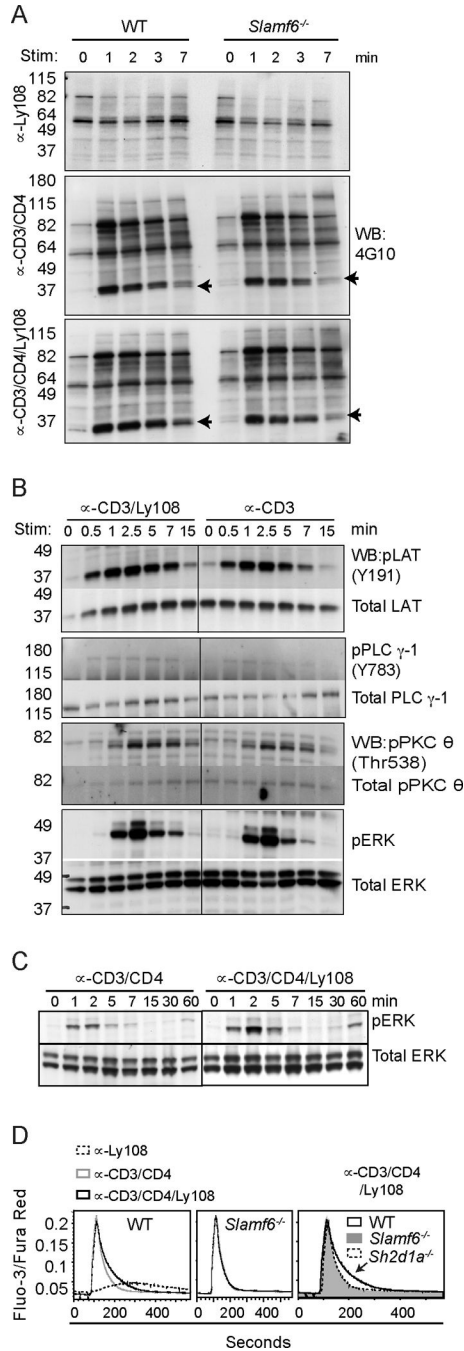 A
WT Slamf6-/-
Stim: 0 1 2 3 7 0 1 2 3 7 min
115
82
64
49
37
∝-Ly108
180
115
82
64
49
37
∝-CD3/CD4
WB:
4G10
115
82
64
49
37
∝-CD3/CD4/Ly108
B
∝-CD3/Ly108 ∝-CD3
Stim: 0 0.5 1 2.5 5 7 15 0 0.5 1 2.5 5 7 15 min
49
37
WB:pLAT
(Y191)
49
37
Total LAT
180
115
pPLC γ-1
(Y783)
180
115
Total PLC γ-1
82
WB:pPKC θ
(Thr538)
82
Total pPKC θ
49
37
pERK
49
37
Total ERK
C
∝-CD3/CD4 ∝-CD3/CD4/Ly108
0 1 2 5 7 15 30 60 0 1 2 5 7 15 30 60 min
pERK
Total ERK
D
∝-Ly108
∝-CD3/CD4
∝-CD3/CD4/Ly108
∝-CD3/CD4
/Ly108
WT
Slamf6-/-
WT
Slamf6-/-
Sh2d1a-/-
Fluo-3/Fura Red
0.2
0.15
0.1
0.05
0 200 400 0 200 400 0 200 400
Seconds